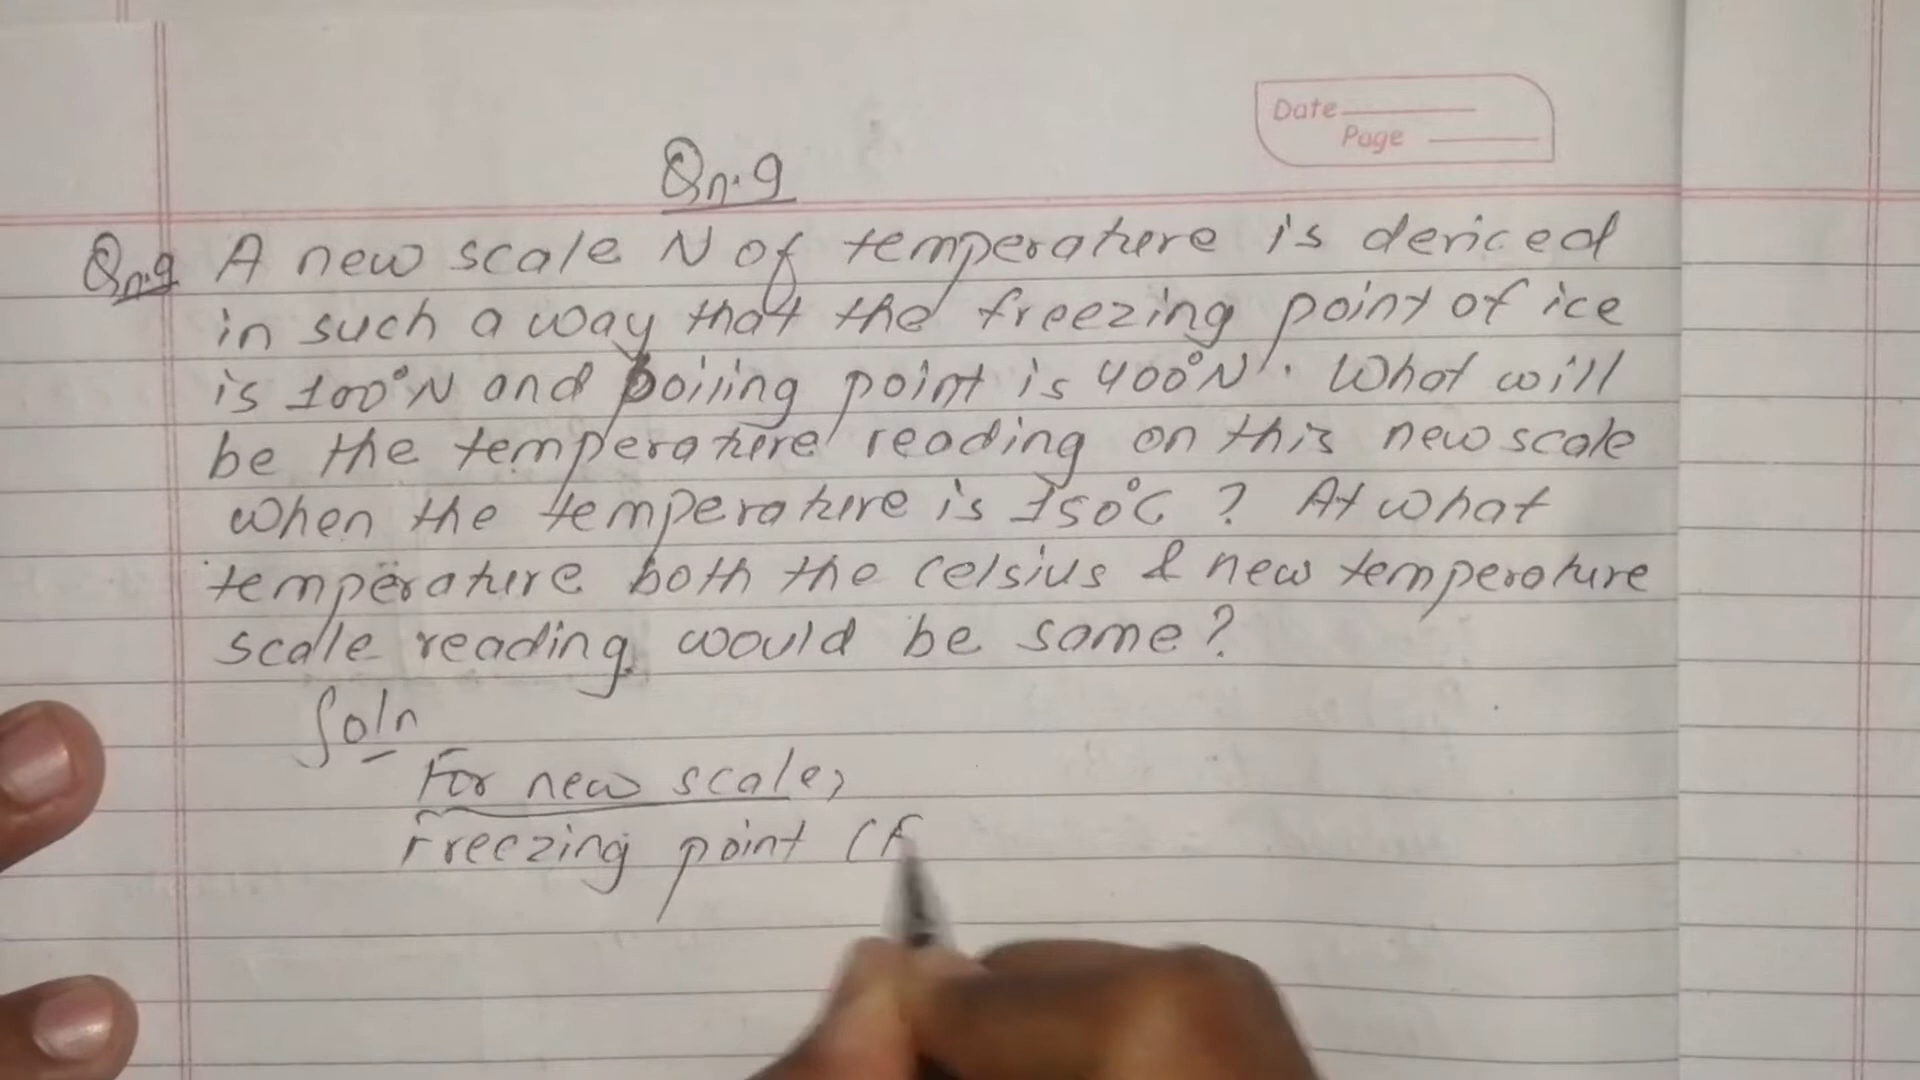 Date
Page
Qn.9
Qn.9 A new scale N of temperature is deviced
in such a way that the freezing point of ice
is 100°N and boiling point is 400°N. What will
be the temperature reading on this new scale
when the temperature is 150°C ? At what
temperature both the celsius & new temperature
scale reading would be same?
Soln
For new scale,
Freezing point (F